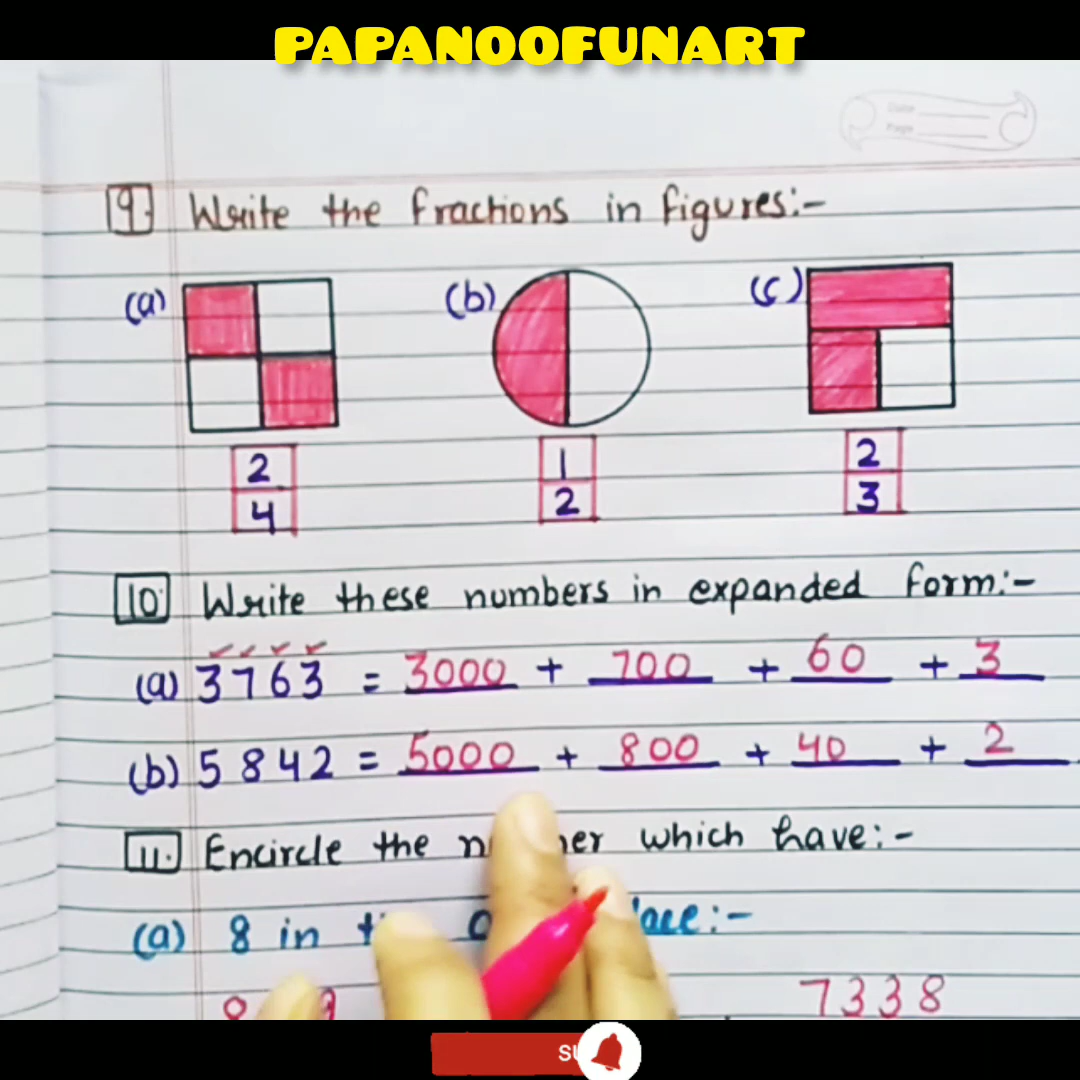 PAPANOOFUNART
9. Write the fractions in figures:-
(a) (b) (c)
2 1 2
4 2 3
10 Write these numbers in expanded form:-
(a) 3763 = 3000 + 700 + 60 + 3
(b) 5842 = 5000 + 800 + 40 + 2
11. Encircle the which have:-
(a) 8 in
7338